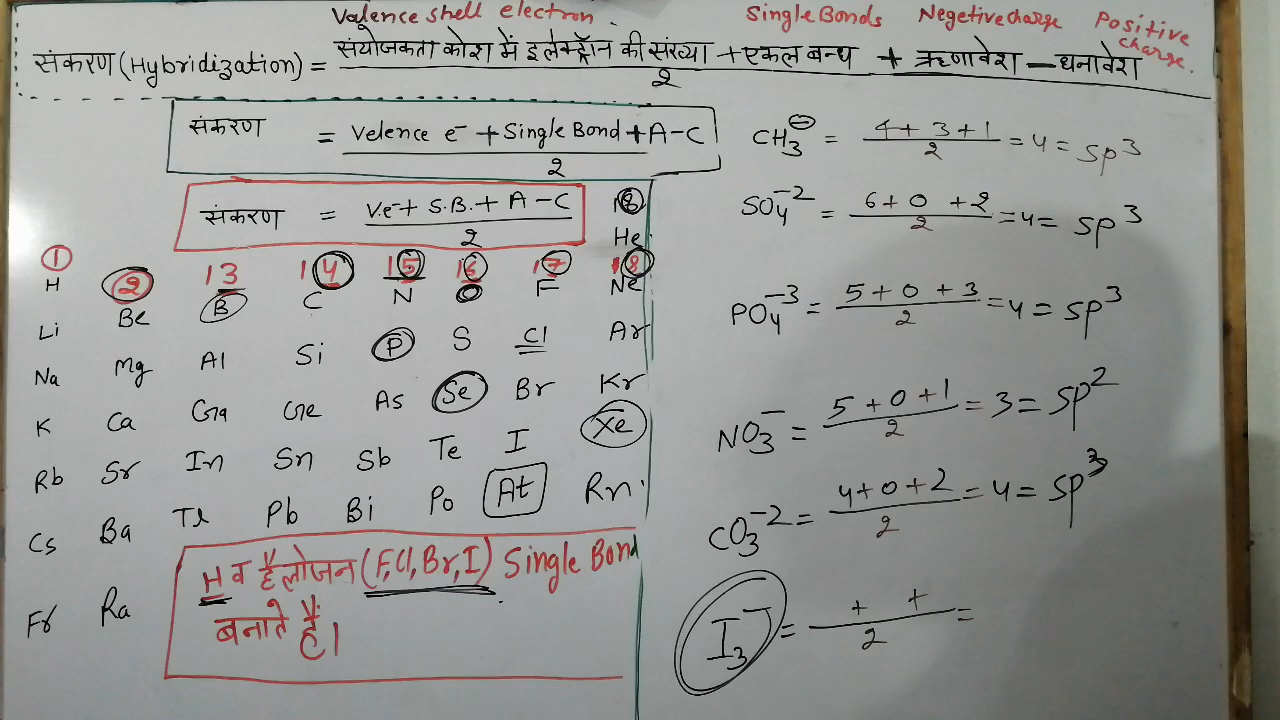 Valence shell electron. Single Bonds Negetive charge Positive charge.
संकरण (Hybridization) = संयोजकता कोश में इलेक्ट्रॉन की संख्या + एकल बन्ध + ऋणावेश - धनावेश
2
संकरण = Velence e⁻ + Single Bond + A - C
2
संकरण = V.e⁻ + S.B. + A - C
2
CH₃⊖ = 4 + 3 + 1 / 2 = 4 = sp³
SO₄⁻² = 6 + 0 + 2 / 2 = 4 = sp³
PO₄⁻³ = 5 + 0 + 3 / 2 = 4 = sp³
NO₃⁻ = 5 + 0 + 1 / 2 = 3 = sp²
CO₃⁻² = 4 + 0 + 2 / 2 = 4 = sp³
I₃⁻ = + + / 2 =
18
He
1 2 13 14 15 16 17 18
H Be B C N O F Ne
Li Mg Al Si P S Cl Ar
Na Ca Ga Ge As Se Br Kr
K Sr In Sn Sb Te I Xe
Rb Ba Tl Pb Bi Po At Rn
Cs Ra
Fr
H व हैलोजन (F, Cl, Br, I) Single Bond
बनाते हैं।